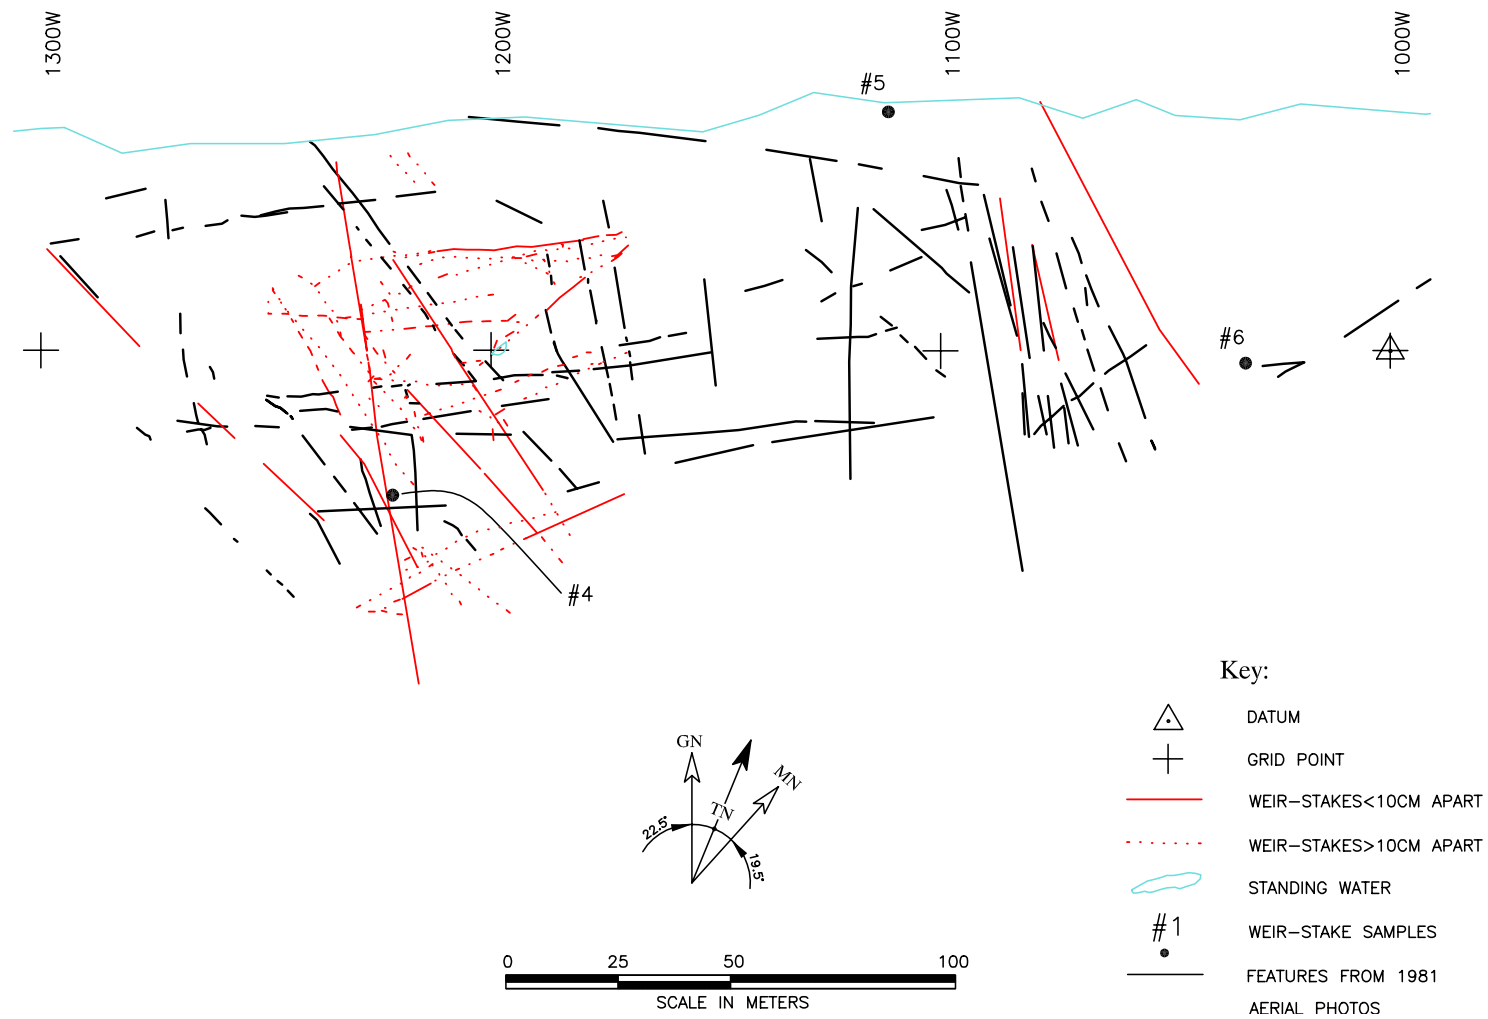 1300W
1200W
1100W
1000W
#5
#6
#4
Key:
DATUM
GRID POINT
WEIR-STAKES<10CM APART
WEIR-STAKES>10CM APART
STANDING WATER
#1
WEIR-STAKE SAMPLES
FEATURES FROM 1981
AERIAL PHOTOS
GN
MN
TN
22.5°
19.5°
0 25 50 100
SCALE IN METERS